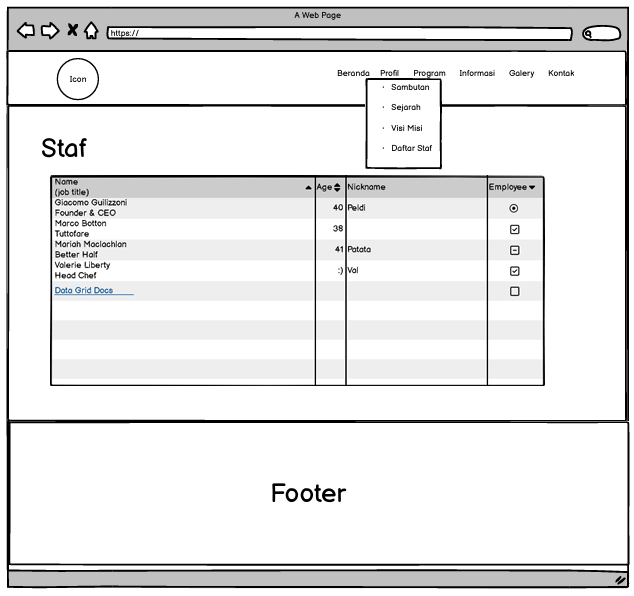 A Web Page
https://
Icon
Beranda Profil Program Informasi Galery Kontak
· Sambutan
· Sejarah
· Visi Misi
· Daftar Staf
Staf
Name
(job title)
Age
Nickname
Employee
Giacomo Guilizzoni
Founder & CEO
40
Peldi
Marco Botton
Tuttofare
38
Mariah Maclachlan
Better Half
41
Patata
Valerie Liberty
Head Chef
:)
Val
Data Grid Docs
Footer